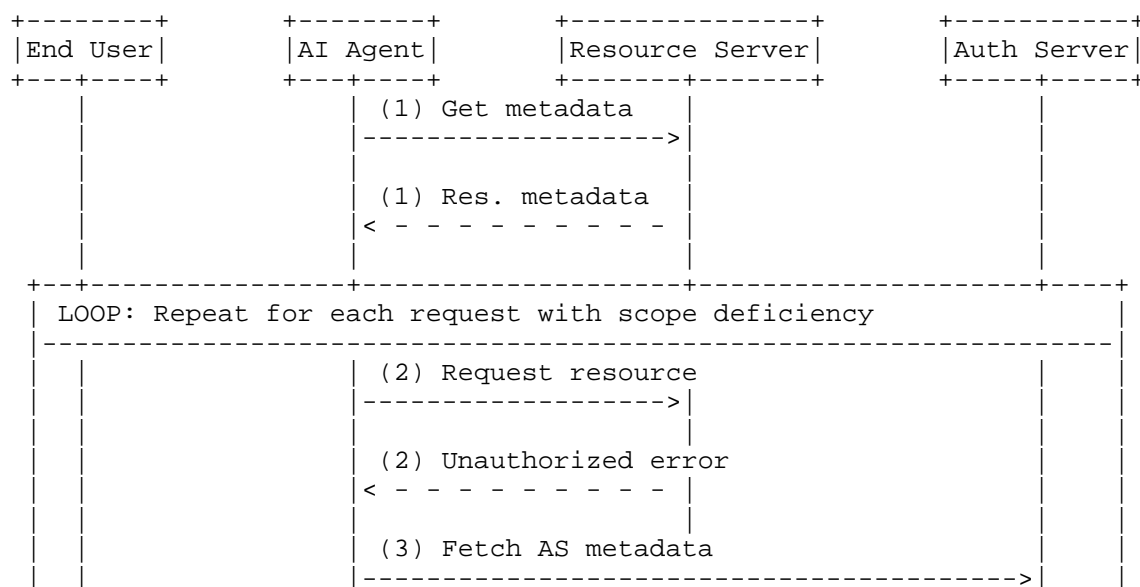 End User AI Agent Resource Server Auth Server
(1) Get metadata
(1) Res. metadata
LOOP: Repeat for each request with scope deficiency
(2) Request resource
(2) Unauthorized error
(3) Fetch AS metadata